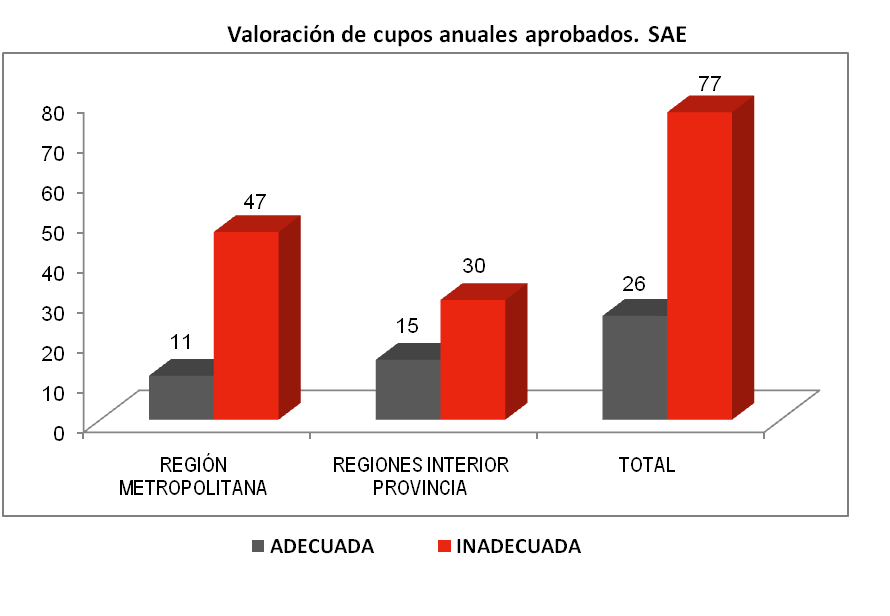 Valoración de cupos anuales aprobados. SAE
80
70
60
50
40
30
20
10
0
11
47
15
30
26
77
REGIÓN
METROPOLITANA
REGIONES INTERIOR
PROVINCIA
TOTAL
ADECUADA
INADECUADA